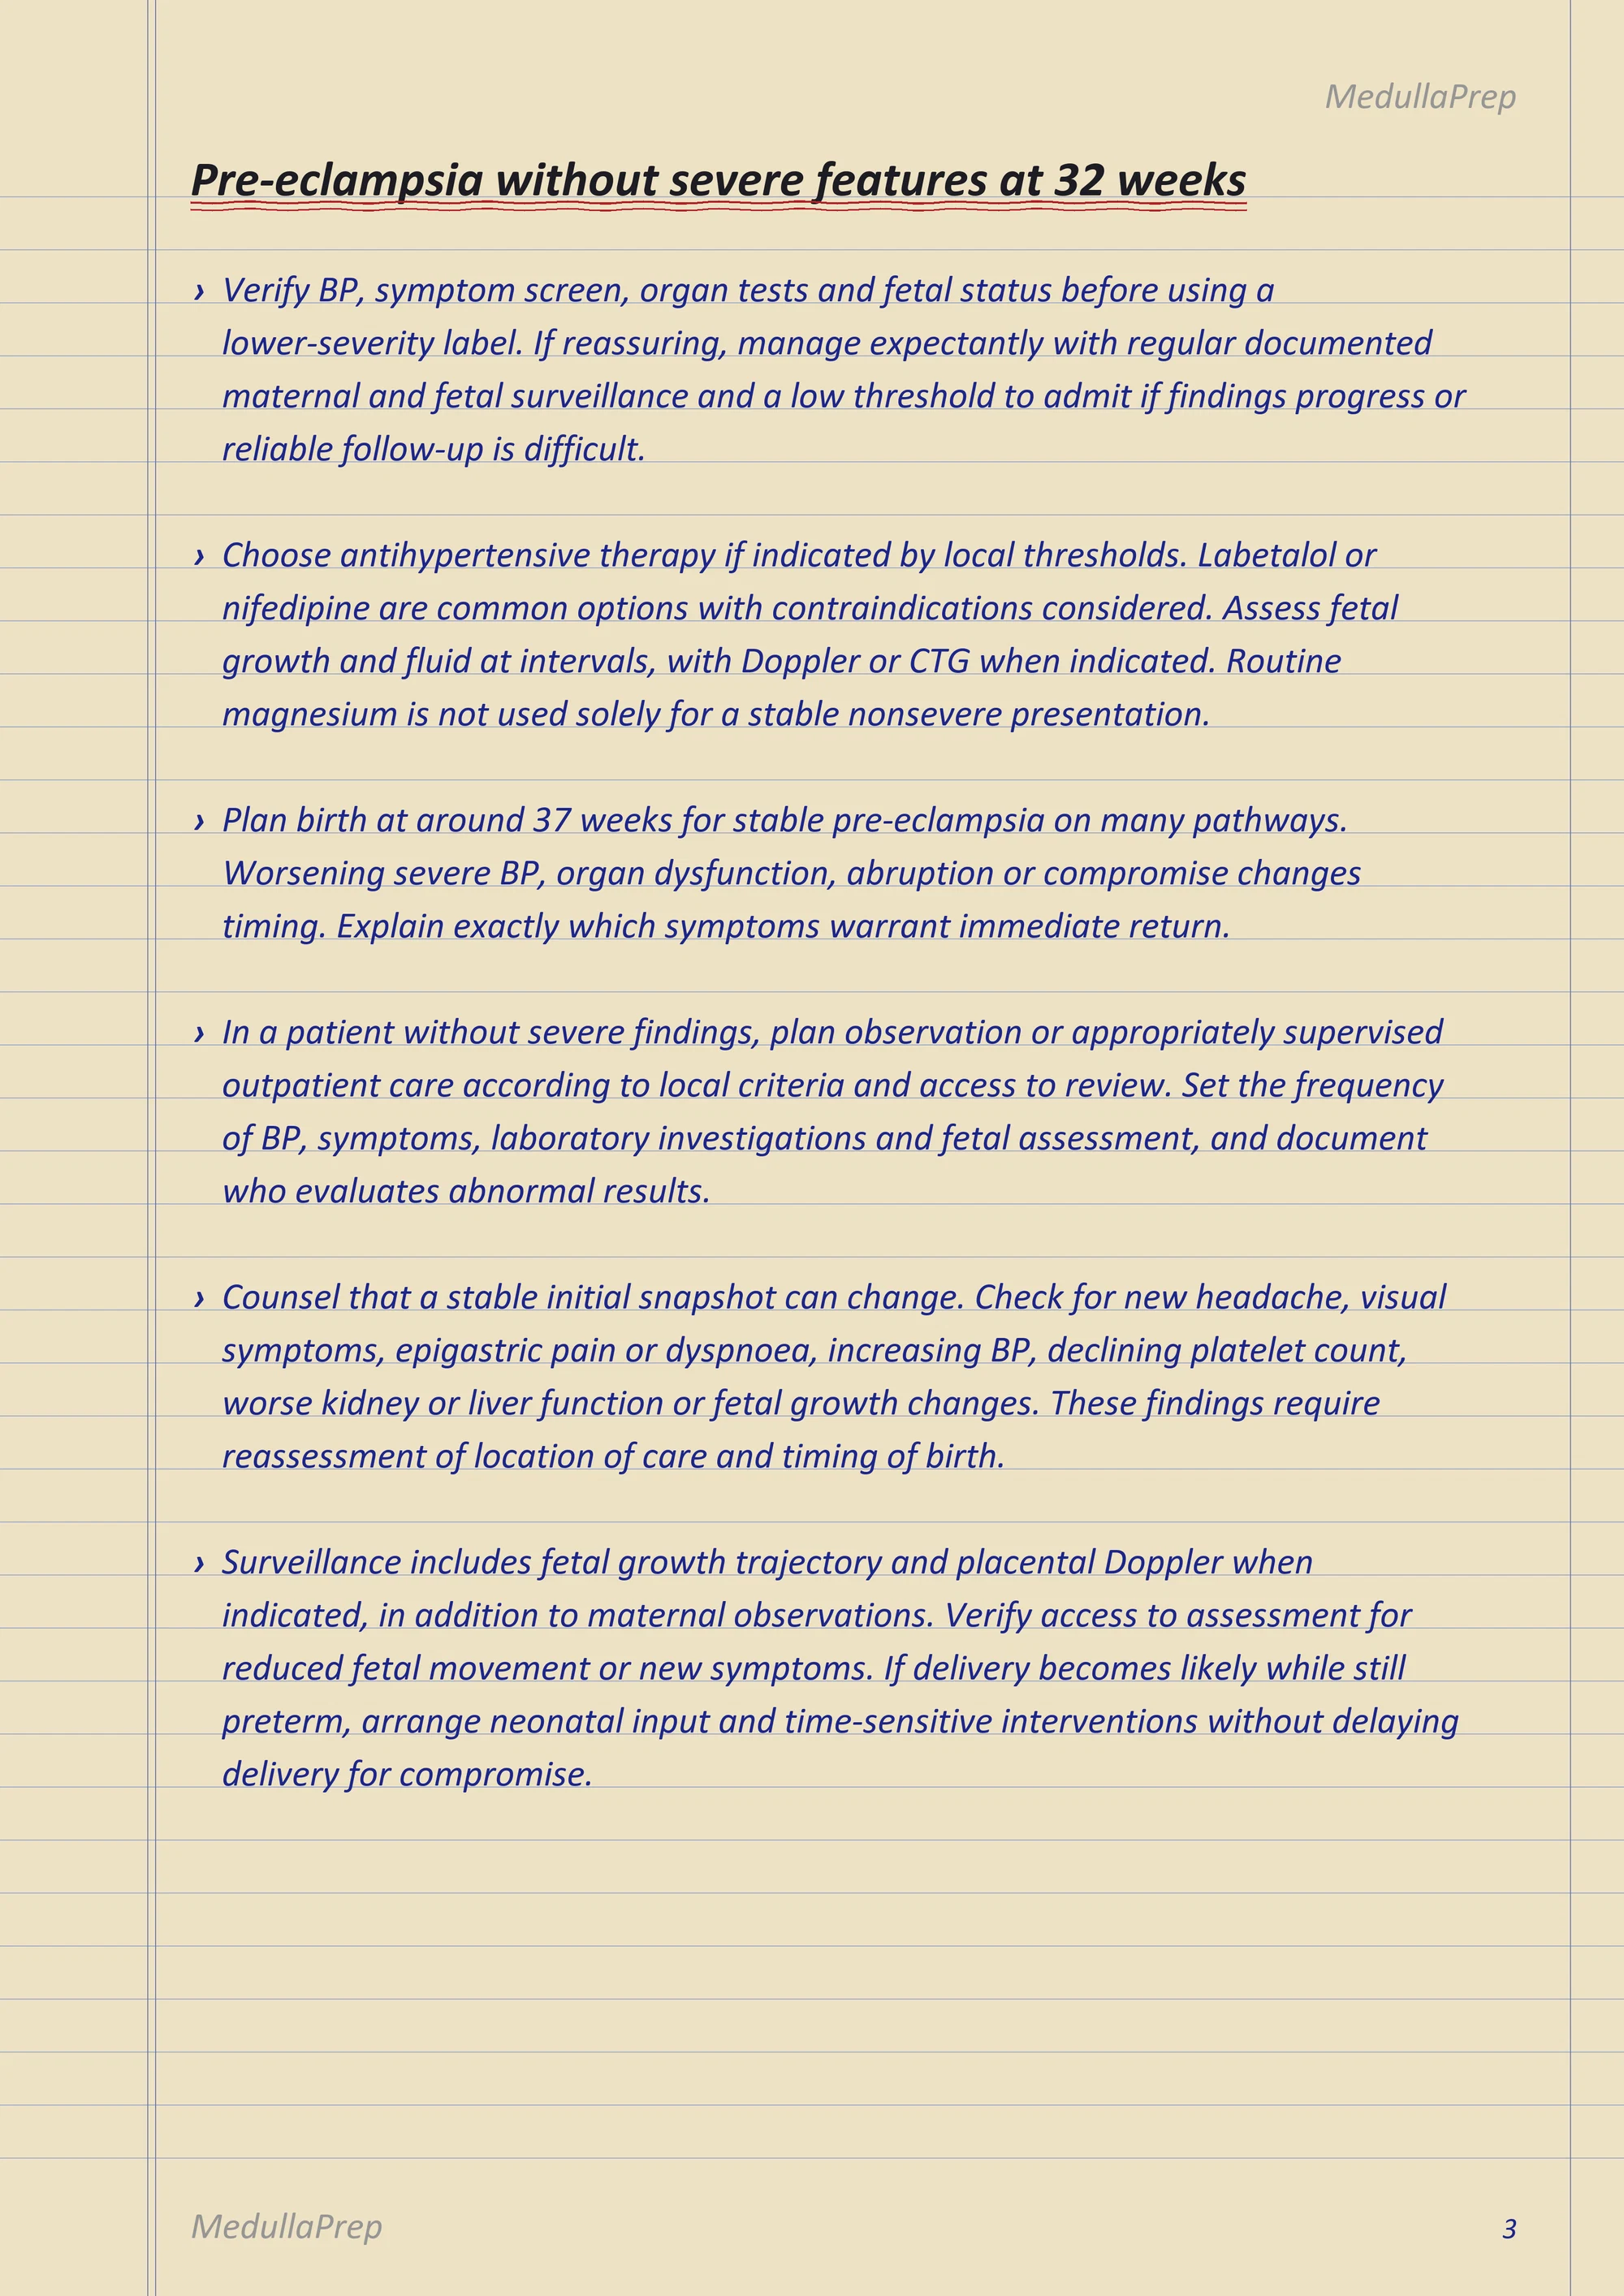 MedullaPrep
Pre-eclampsia without severe features at 32 weeks
› Verify BP, symptom screen, organ tests and fetal status before using a
lower-severity label. If reassuring, manage expectantly with regular documented
maternal and fetal surveillance and a low threshold to admit if findings progress or
reliable follow-up is difficult.
› Choose antihypertensive therapy if indicated by local thresholds. Labetalol or
nifedipine are common options with contraindications considered. Assess fetal
growth and fluid at intervals, with Doppler or CTG when indicated. Routine
magnesium is not used solely for a stable nonsevere presentation.
› Plan birth at around 37 weeks for stable pre-eclampsia on many pathways.
Worsening severe BP, organ dysfunction, abruption or compromise changes
timing. Explain exactly which symptoms warrant immediate return.
› In a patient without severe findings, plan observation or appropriately supervised
outpatient care according to local criteria and access to review. Set the frequency
of BP, symptoms, laboratory investigations and fetal assessment, and document
who evaluates abnormal results.
› Counsel that a stable initial snapshot can change. Check for new headache, visual
symptoms, epigastric pain or dyspnoea, increasing BP, declining platelet count,
worse kidney or liver function or fetal growth changes. These findings require
reassessment of location of care and timing of birth.
› Surveillance includes fetal growth trajectory and placental Doppler when
indicated, in addition to maternal observations. Verify access to assessment for
reduced fetal movement or new symptoms. If delivery becomes likely while still
preterm, arrange neonatal input and time-sensitive interventions without delaying
delivery for compromise.
MedullaPrep
3